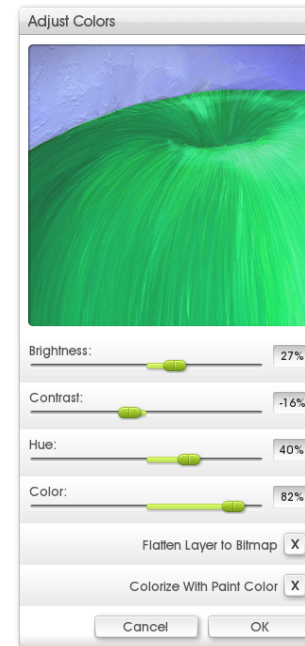 Adjust Colors
Brightness: 27%
Contrast: -16%
Hue: 40%
Color: 82%
Flatten Layer to Bitmap X
Colorize With Paint Color X
Cancel OK